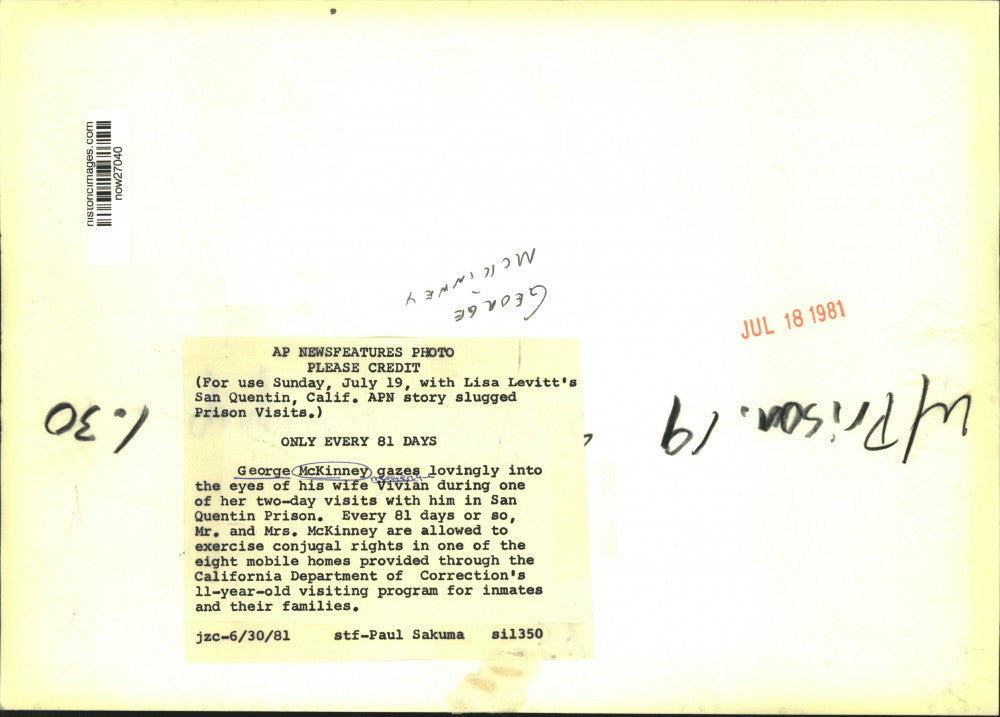 historicimages.com
now27040
GEORGE
McKINNEY
JUL 18 1981
AP NEWSFEATURES PHOTO
PLEASE CREDIT
(For use Sunday, July 19, with Lisa Levitt's
San Quentin, Calif. APN story slugged
Prison Visits.)
ONLY EVERY 81 DAYS
George McKinney gazes lovingly into
the eyes of his wife Vivian during one
of her two-day visits with him in San
Quentin Prison. Every 81 days or so,
Mr. and Mrs. McKinney are allowed to
exercise conjugal rights in one of the
eight mobile homes provided through the
California Department of Correction's
11-year-old visiting program for inmates
and their families.
jzc-6/30/81 stf-Paul Sakuma sil350
w/Prison. 19
1.30